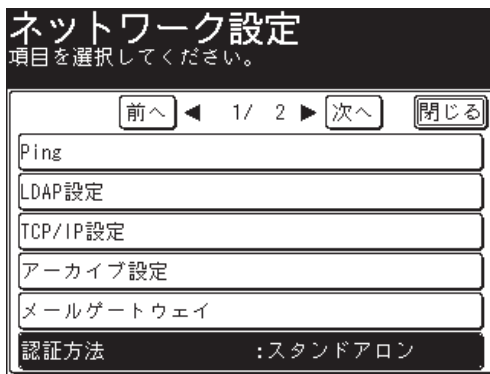 ネットワーク設定
項目を選択してください。
前へ ◀ 1/ 2 ▶ 次へ 閉じる
Ping
LDAP設定
TCP/IP設定
アーカイブ設定
メールゲートウェイ
認証方法 :スタンドアロン